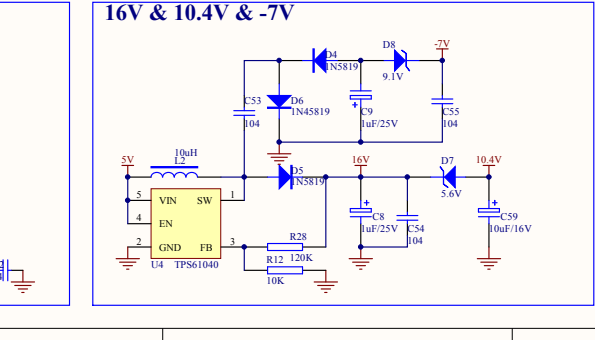 16V & 10.4V & -7V
D4
1N5819
D8
9.1V
-7V
C53
104
D6
1N45819
C9
1uF/25V
C55
104
10uH
L2
5V
D5
1N5819
16V
D7
5.6V
10.4V
5
VIN
SW
1
4
EN
2
GND
FB
3
U4
TPS61040
R28
120K
R12
10K
C8
1uF/25V
C54
104
C59
10uF/16V